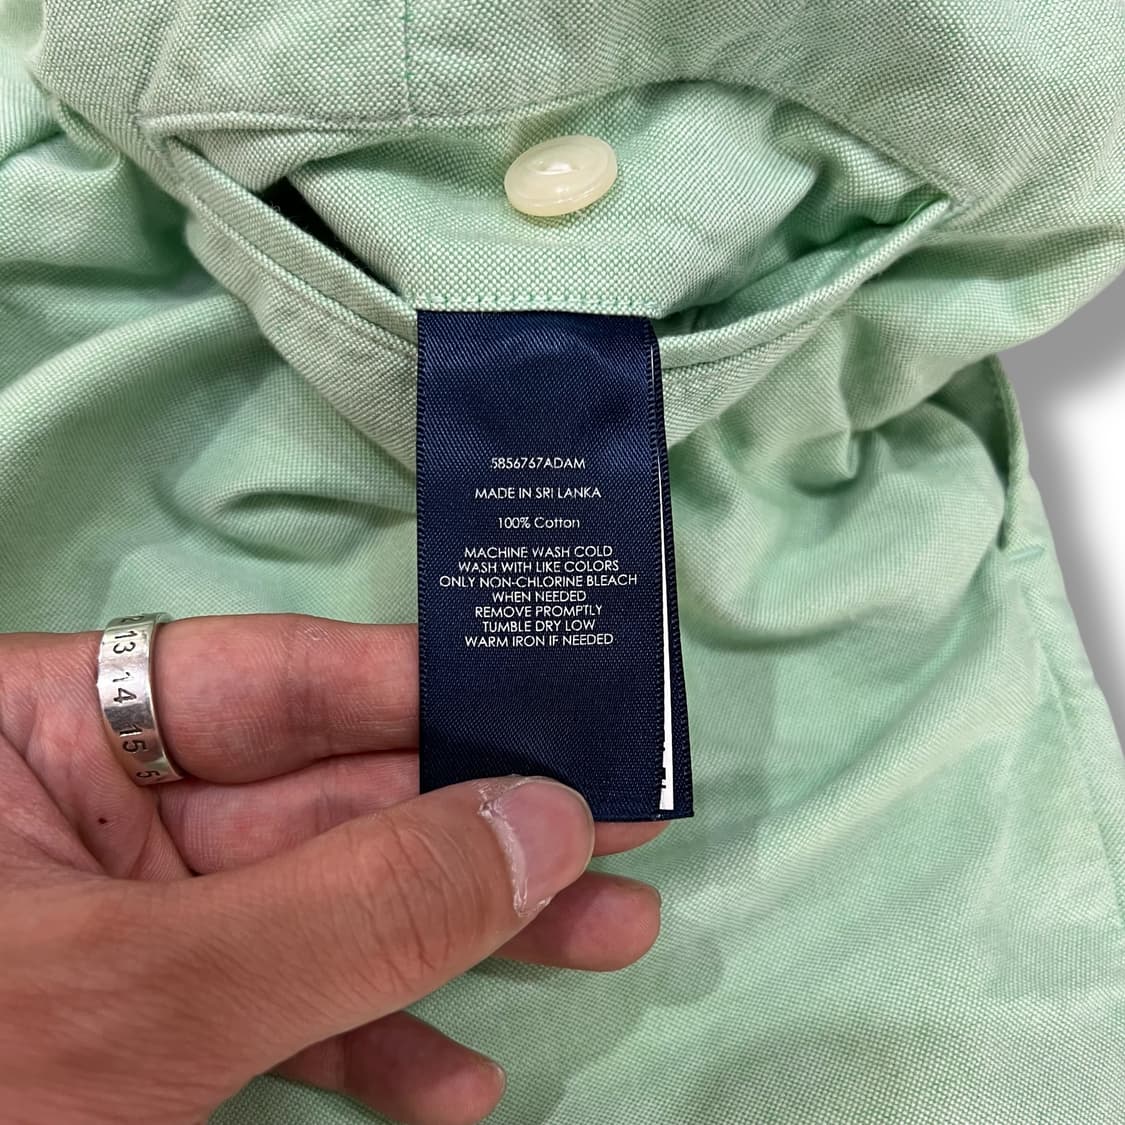 5856767ADAM
MADE IN SRI LANKA
100% Cotton
MACHINE WASH COLD
WASH WITH LIKE COLORS
ONLY NON-CHLORINE BLEACH
WHEN NEEDED
REMOVE PROMPTLY
TUMBLE DRY LOW
WARM IRON IF NEEDED
13
14
15